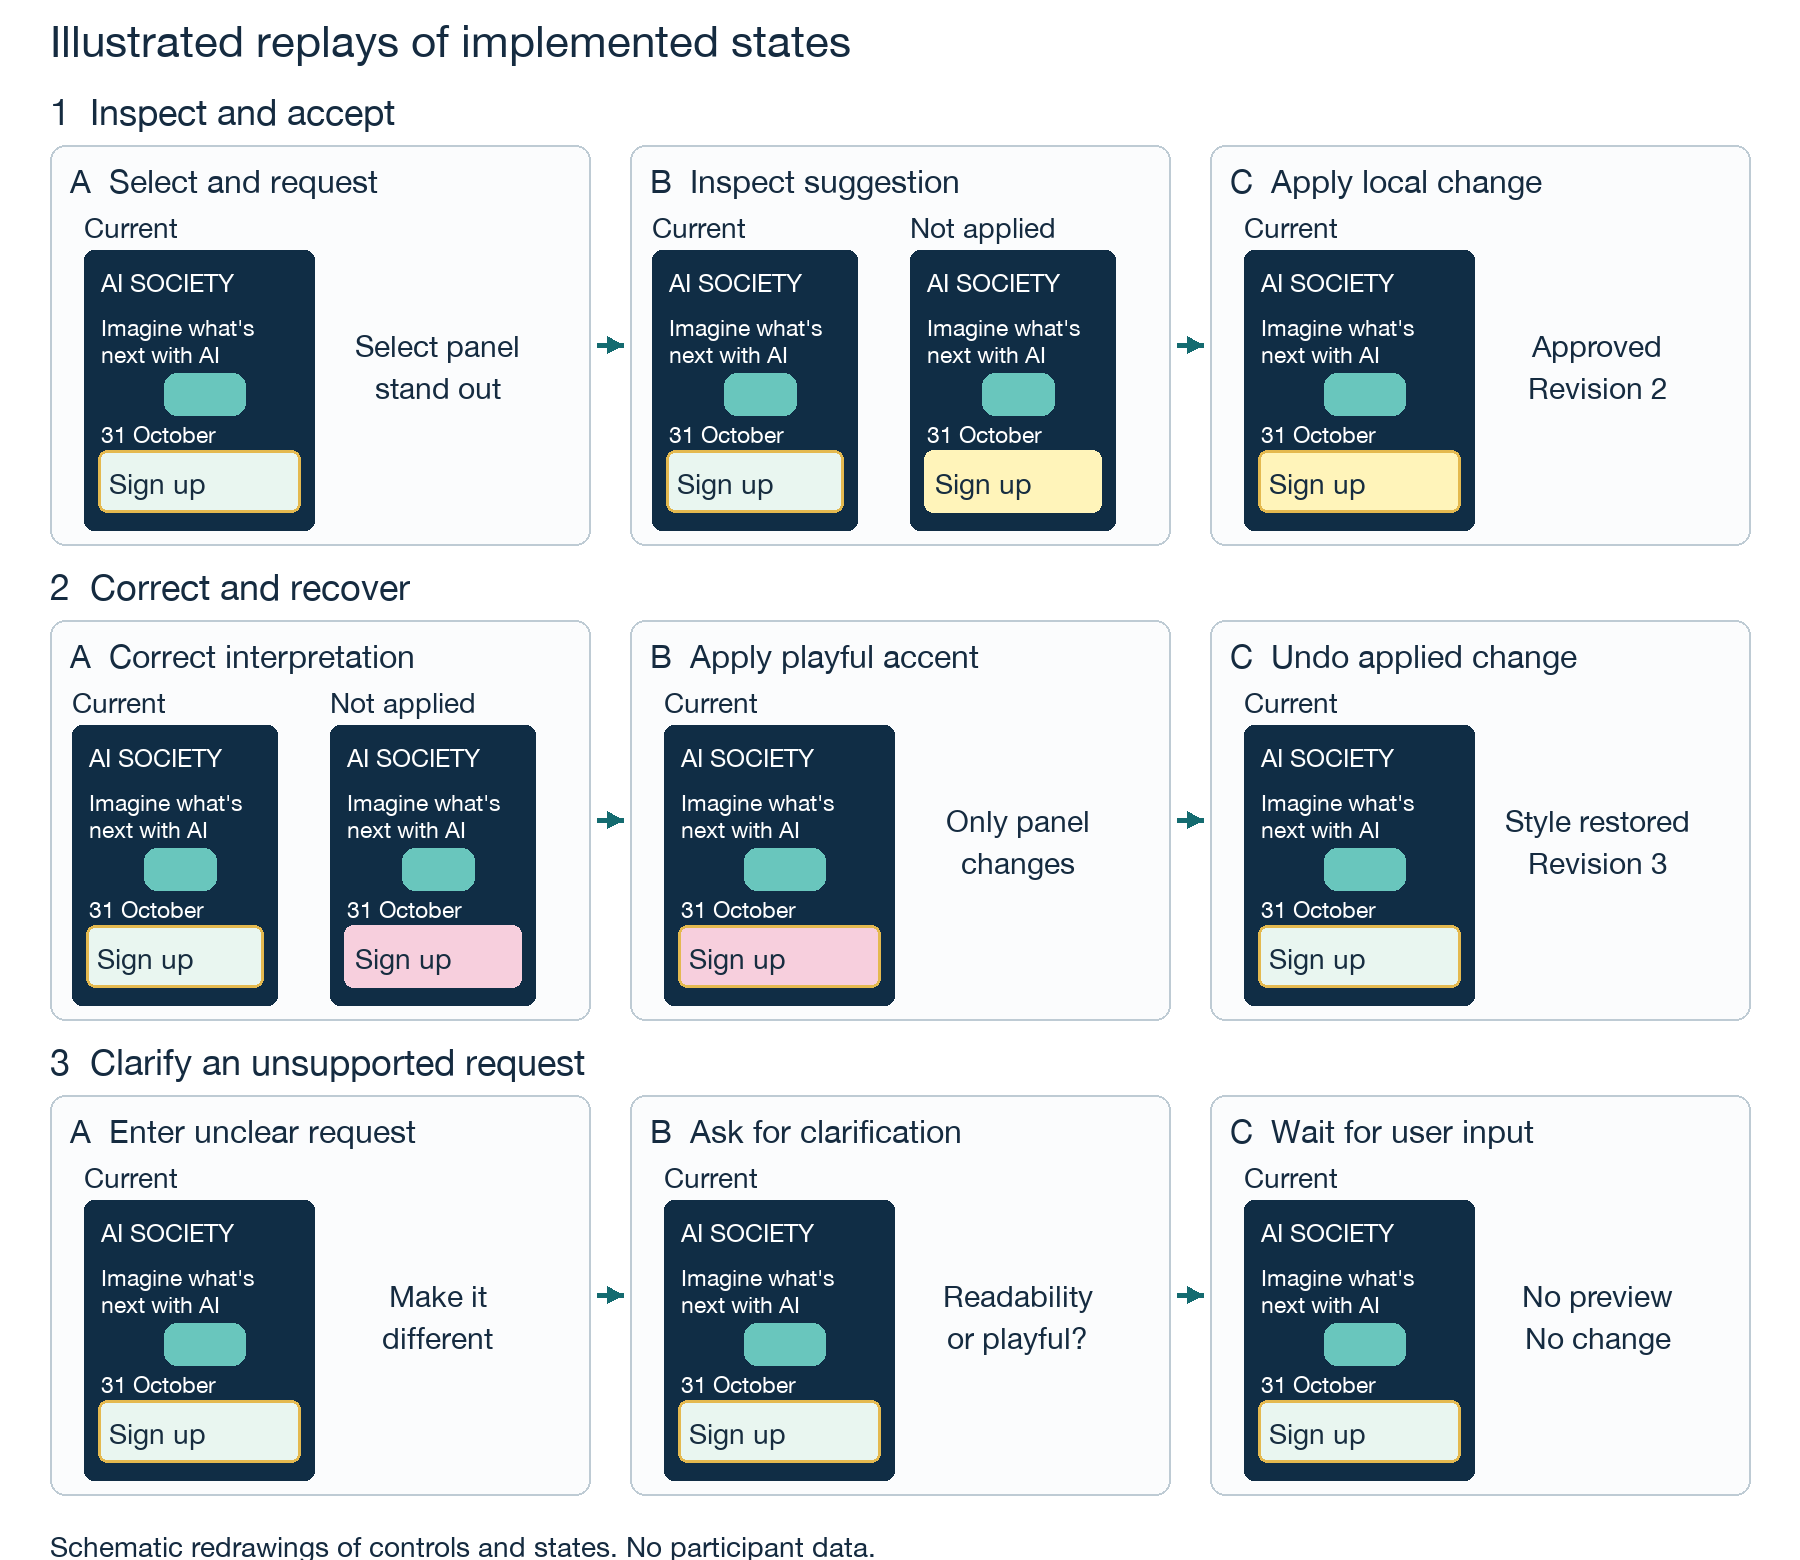 Illustrated replays of implemented states
1 Inspect and accept
A Select and request
Current
AI SOCIETY
Imagine what's
next with AI
31 October
Sign up
Select panel
stand out
B Inspect suggestion
Current
AI SOCIETY
Imagine what's
next with AI
31 October
Sign up
Not applied
AI SOCIETY
Imagine what's
next with AI
31 October
Sign up
C Apply local change
Current
AI SOCIETY
Imagine what's
next with AI
31 October
Sign up
Approved
Revision 2
2 Correct and recover
A Correct interpretation
Current
AI SOCIETY
Imagine what's
next with AI
31 October
Sign up
Not applied
AI SOCIETY
Imagine what's
next with AI
31 October
Sign up
B Apply playful accent
Current
AI SOCIETY
Imagine what's
next with AI
31 October
Sign up
Only panel
changes
C Undo applied change
Current
AI SOCIETY
Imagine what's
next with AI
31 October
Sign up
Style restored
Revision 3
3 Clarify an unsupported request
A Enter unclear request
Current
AI SOCIETY
Imagine what's
next with AI
31 October
Sign up
Make it
different
B Ask for clarification
Current
AI SOCIETY
Imagine what's
next with AI
31 October
Sign up
Readability
or playful?
C Wait for user input
Current
AI SOCIETY
Imagine what's
next with AI
31 October
Sign up
No preview
No change
Schematic redrawings of controls and states. No participant data.